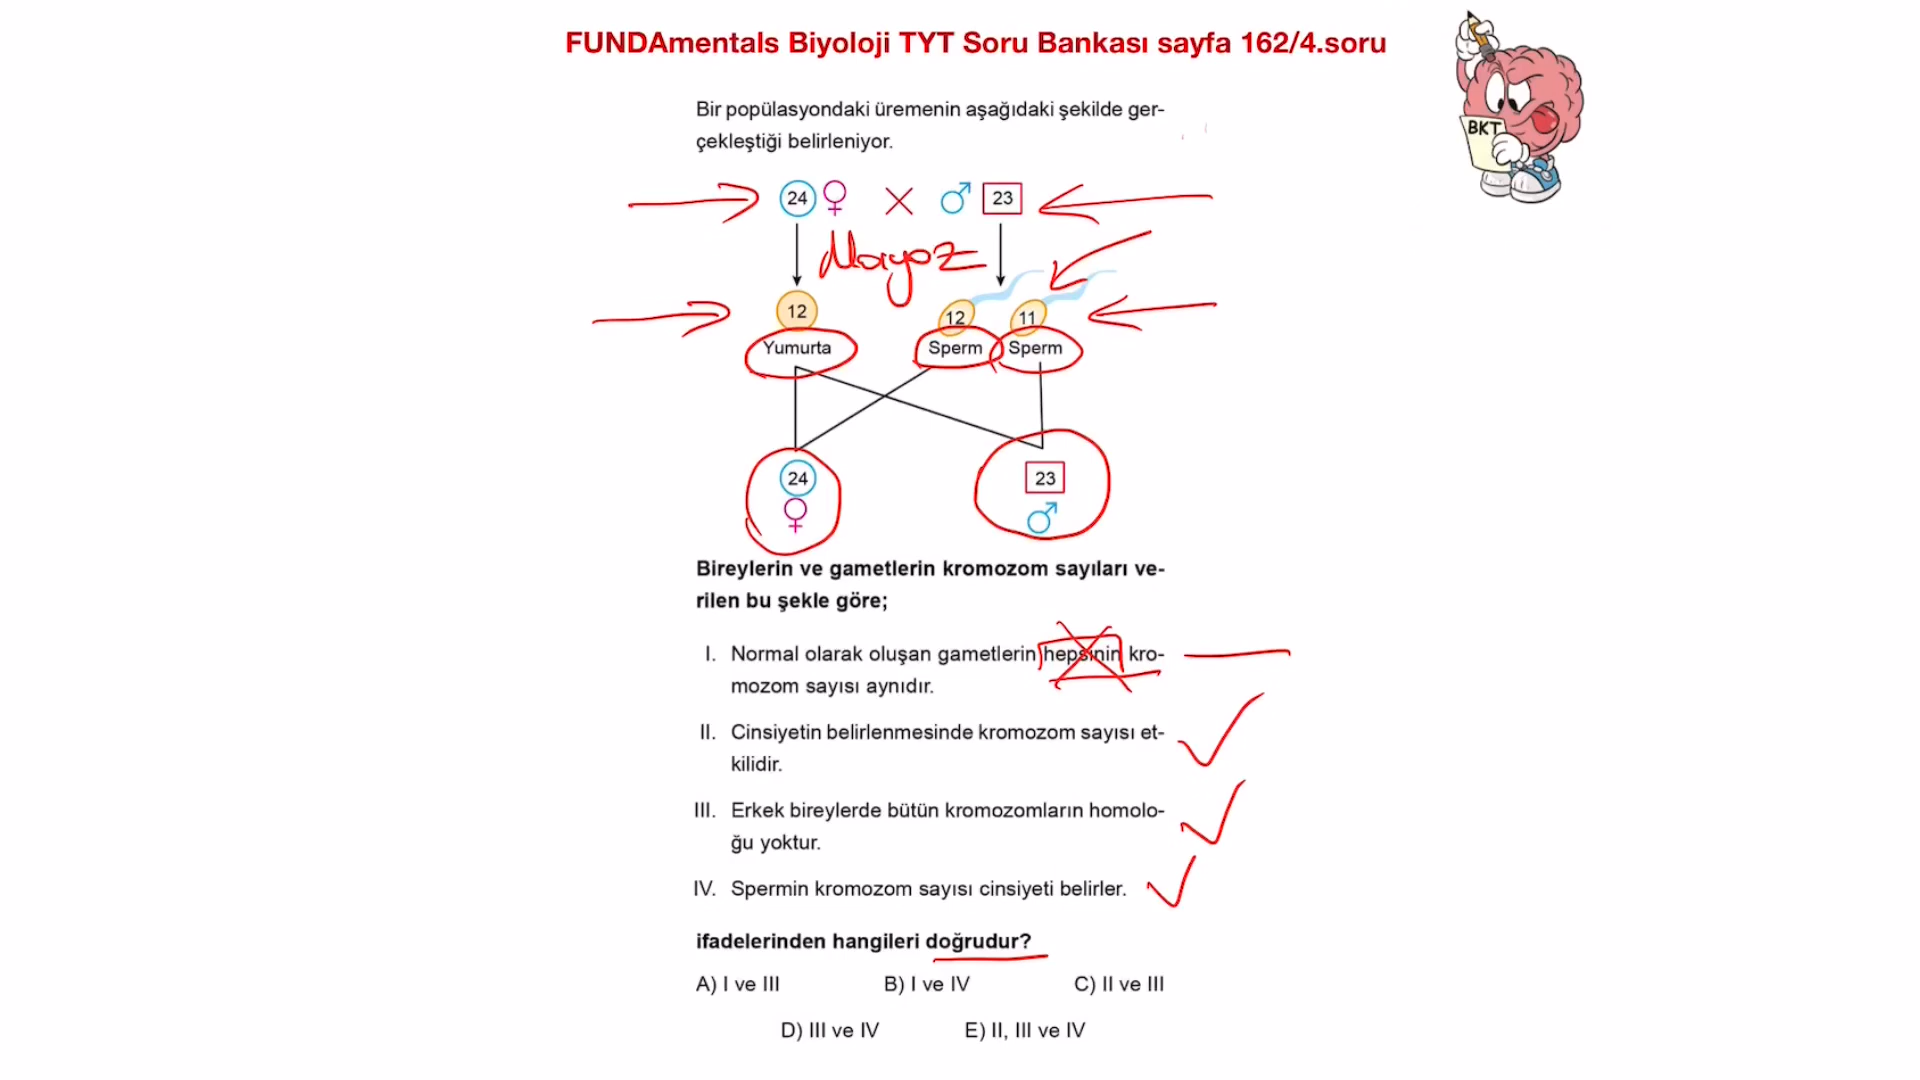 FUNDAmentals Biyoloji TYT Soru Bankası sayfa 162/4.soru
BKT
Bir popülasyondaki üremenin aşağıdaki şekilde ger-
çekleştiği belirleniyor.
24 ♀ X ♂ 23
Mayoz
12 12 11
Yumurta Sperm Sperm
24 23
♀ ♂
Bireylerin ve gametlerin kromozom sayıları ve-
rilen bu şekle göre;
I. Normal olarak oluşan gametlerin hepsinin kro-
mozom sayısı aynıdır.
II. Cinsiyetin belirlenmesinde kromozom sayısı et-
kilidir.
III. Erkek bireylerde bütün kromozomların homolo-
ğu yoktur.
IV. Spermin kromozom sayısı cinsiyeti belirler.
ifadelerinden hangileri doğrudur?
A) I ve III B) I ve IV C) II ve III
D) III ve IV E) II, III ve IV